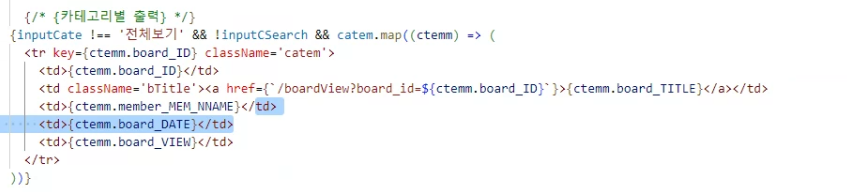 {/* {카테고리별 출력} */}
{inputCate !== '전체보기' && !inputCSearch && catem.map((ctemm) => (
<tr key={ctemm.board_ID} className='catem'>
<td>{ctemm.board_ID}</td>
<td className='bTitle'><a href={`/boardView?board_id=${ctemm.board_ID}`}>{ctemm.board_TITLE}</a></td>
<td>{ctemm.member_MEM_NNAME}</td>
<td>{ctemm.board_DATE}</td>
<td>{ctemm.board_VIEW}</td>
</tr>
))}